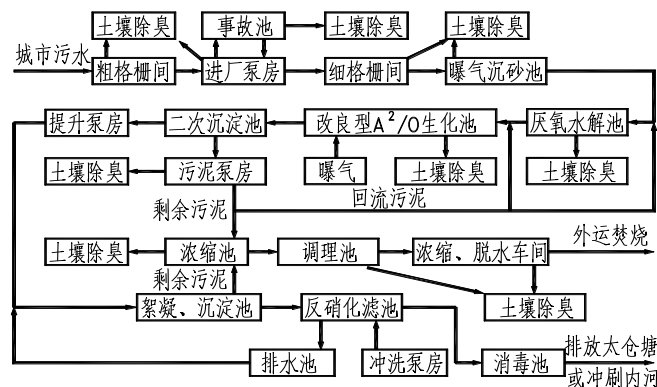 土壤除臭
事故池
土壤除臭
土壤除臭
城市污水
粗格栅间
进厂泵房
细格栅间
曝气沉砂池
提升泵房
二次沉淀池
改良型A²/O生化池
厌氧水解池
土壤除臭
污泥泵房
曝气
土壤除臭
土壤除臭
剩余污泥
回流污泥
土壤除臭
浓缩池
调理池
浓缩、脱水车间
外运焚烧
剩余污泥
絮凝、沉淀池
反硝化滤池
土壤除臭
排水池
冲洗泵房
消毒池
排放太仓塘
或冲刷内河